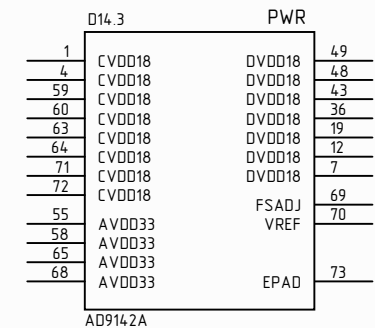 D14.3 PWR
1 CVDD18 DVDD18 49
4 CVDD18 DVDD18 48
59 CVDD18 DVDD18 43
60 CVDD18 DVDD18 36
63 CVDD18 DVDD18 19
64 CVDD18 DVDD18 12
71 CVDD18 DVDD18 7
72 CVDD18
FSADJ 69
55 AVDD33 VREF 70
58 AVDD33
65 AVDD33
68 AVDD33 EPAD 73
AD9142A